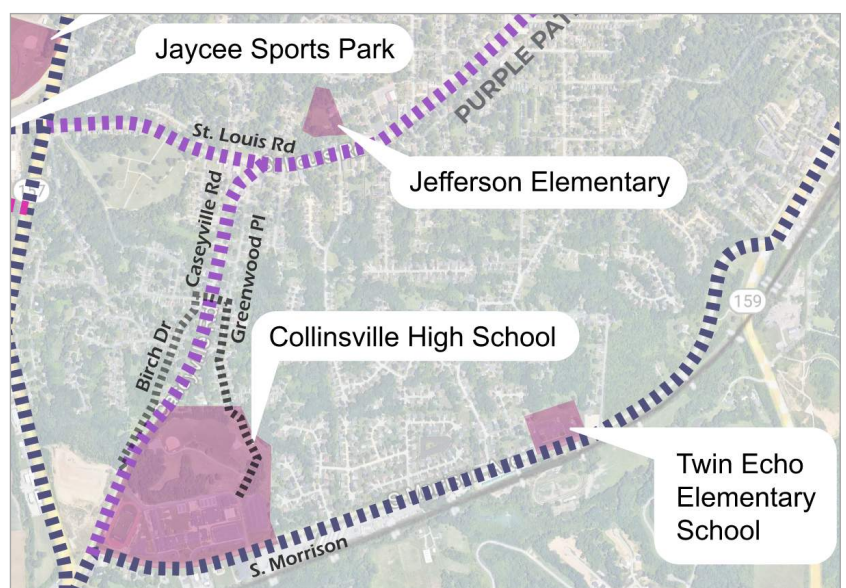 Jaycee Sports Park
PURPLE PAT
St. Louis Rd
Jefferson Elementary
157
Caseyville Rd
Greenwood Pl
159
Collinsville High School
Birch Dr
Twin Echo
Elementary
School
S. Morrison